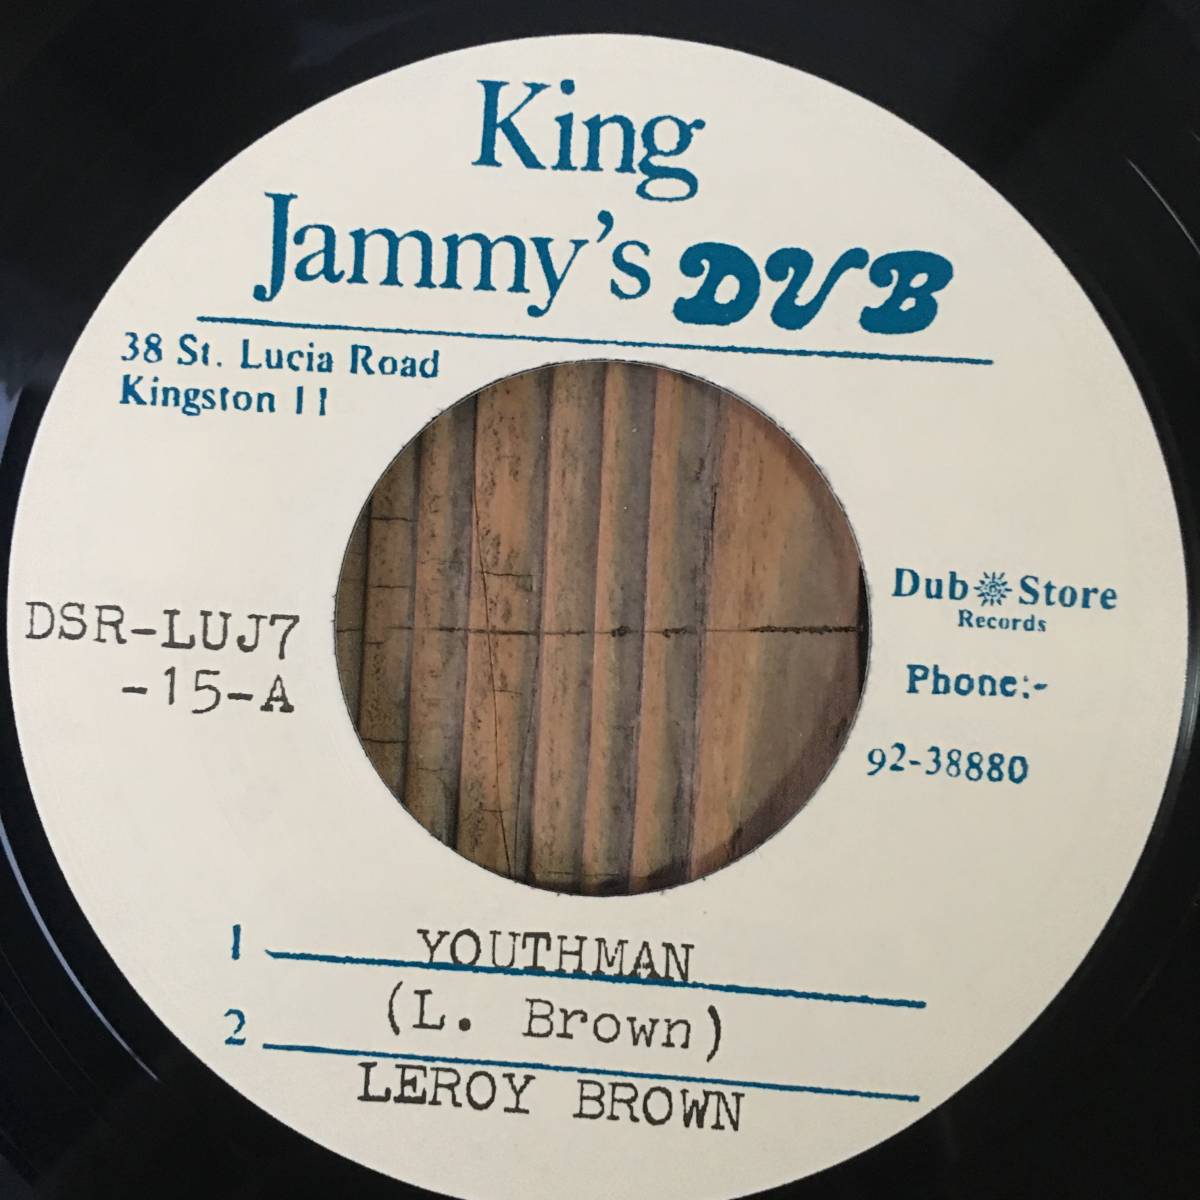 King
Jammy's DUB
38 St. Lucia Road
Kingston 11
DSR-LUJ7
-15-A
Dub Store
Records
Phone:-
92-38880
1 YOUTHMAN
(L. Brown)
2
LEROY BROWN